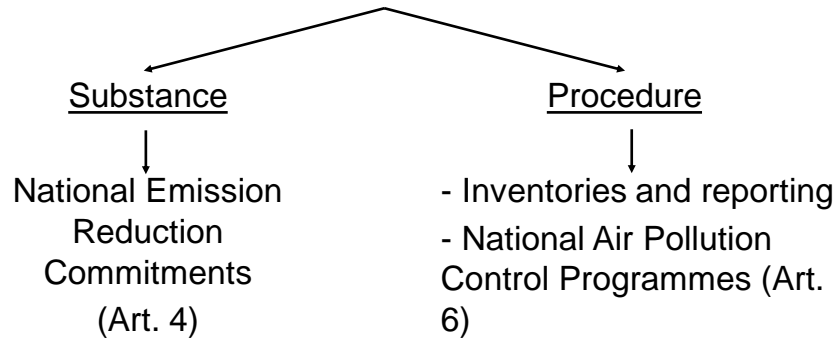 Substance
National Emission
Reduction
Commitments
(Art. 4)
Procedure
- Inventories and reporting
- National Air Pollution
Control Programmes (Art.
6)